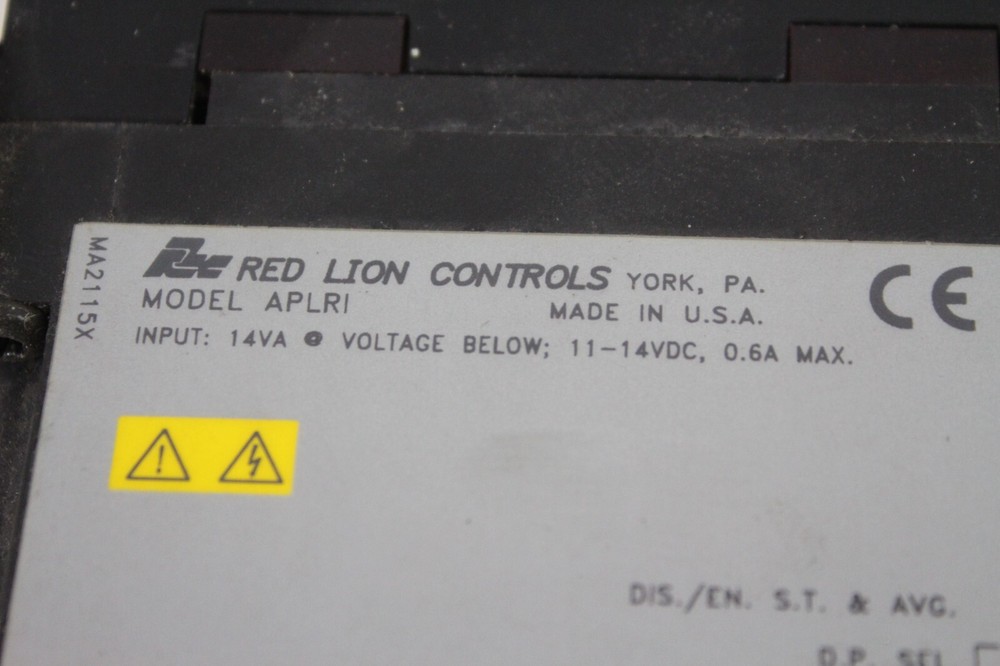 MA2115X
RLC RED LION CONTROLS YORK, PA.
MODEL APLRI MADE IN U.S.A.
INPUT: 14VA @ VOLTAGE BELOW; 11-14VDC, 0.6A MAX.
CE
DIS./EN. S.T. & AVG.
D.P. SEL